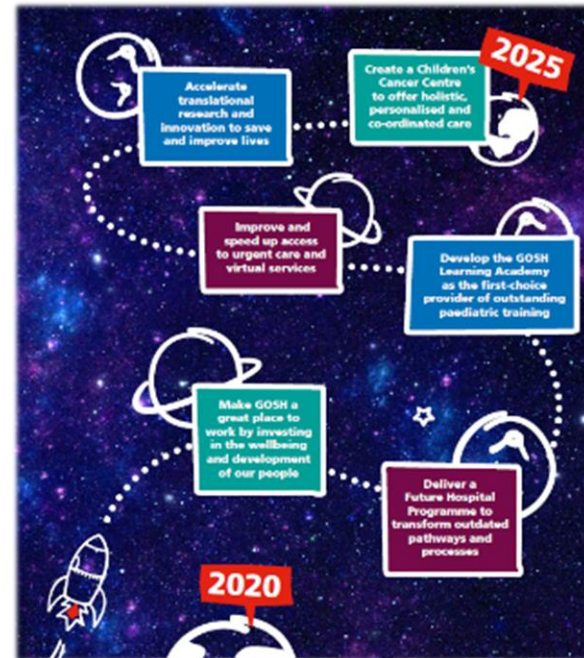 2025
Create a Children's
Cancer Centre
to offer holistic,
personalised and
co-ordinated care
Accelerate
translational
research and
innovation to save
and improve lives
Improve and
speed up access
to urgent care and
virtual services
Develop the GOSH
Learning Academy
as the first-choice
provider of outstanding
paediatric training
Make GOSH a
great place to
work by investing
in the wellbeing
and development
of our people
Deliver a
Future Hospital
Programme to
transform outdated
pathways and
processes
2020